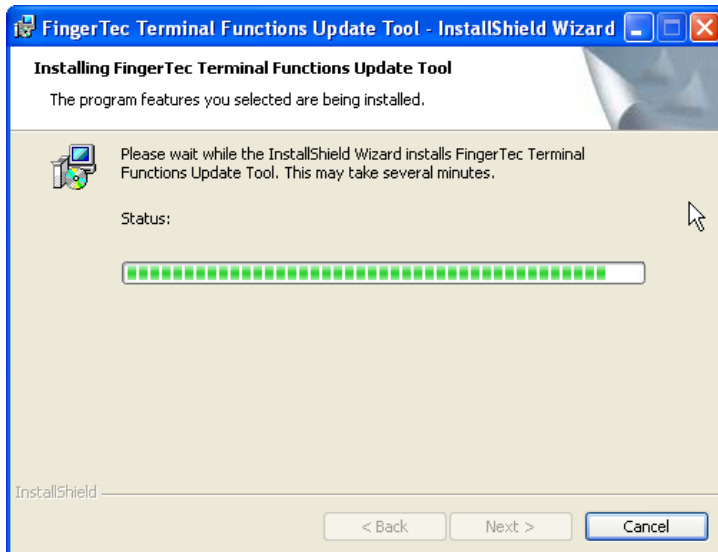 FingerTec Terminal Functions Update Tool - InstallShield Wizard
Installing FingerTec Terminal Functions Update Tool
The program features you selected are being installed.
Please wait while the InstallShield Wizard installs FingerTec Terminal
Functions Update Tool. This may take several minutes.
Status:
InstallShield
< Back
Next >
Cancel